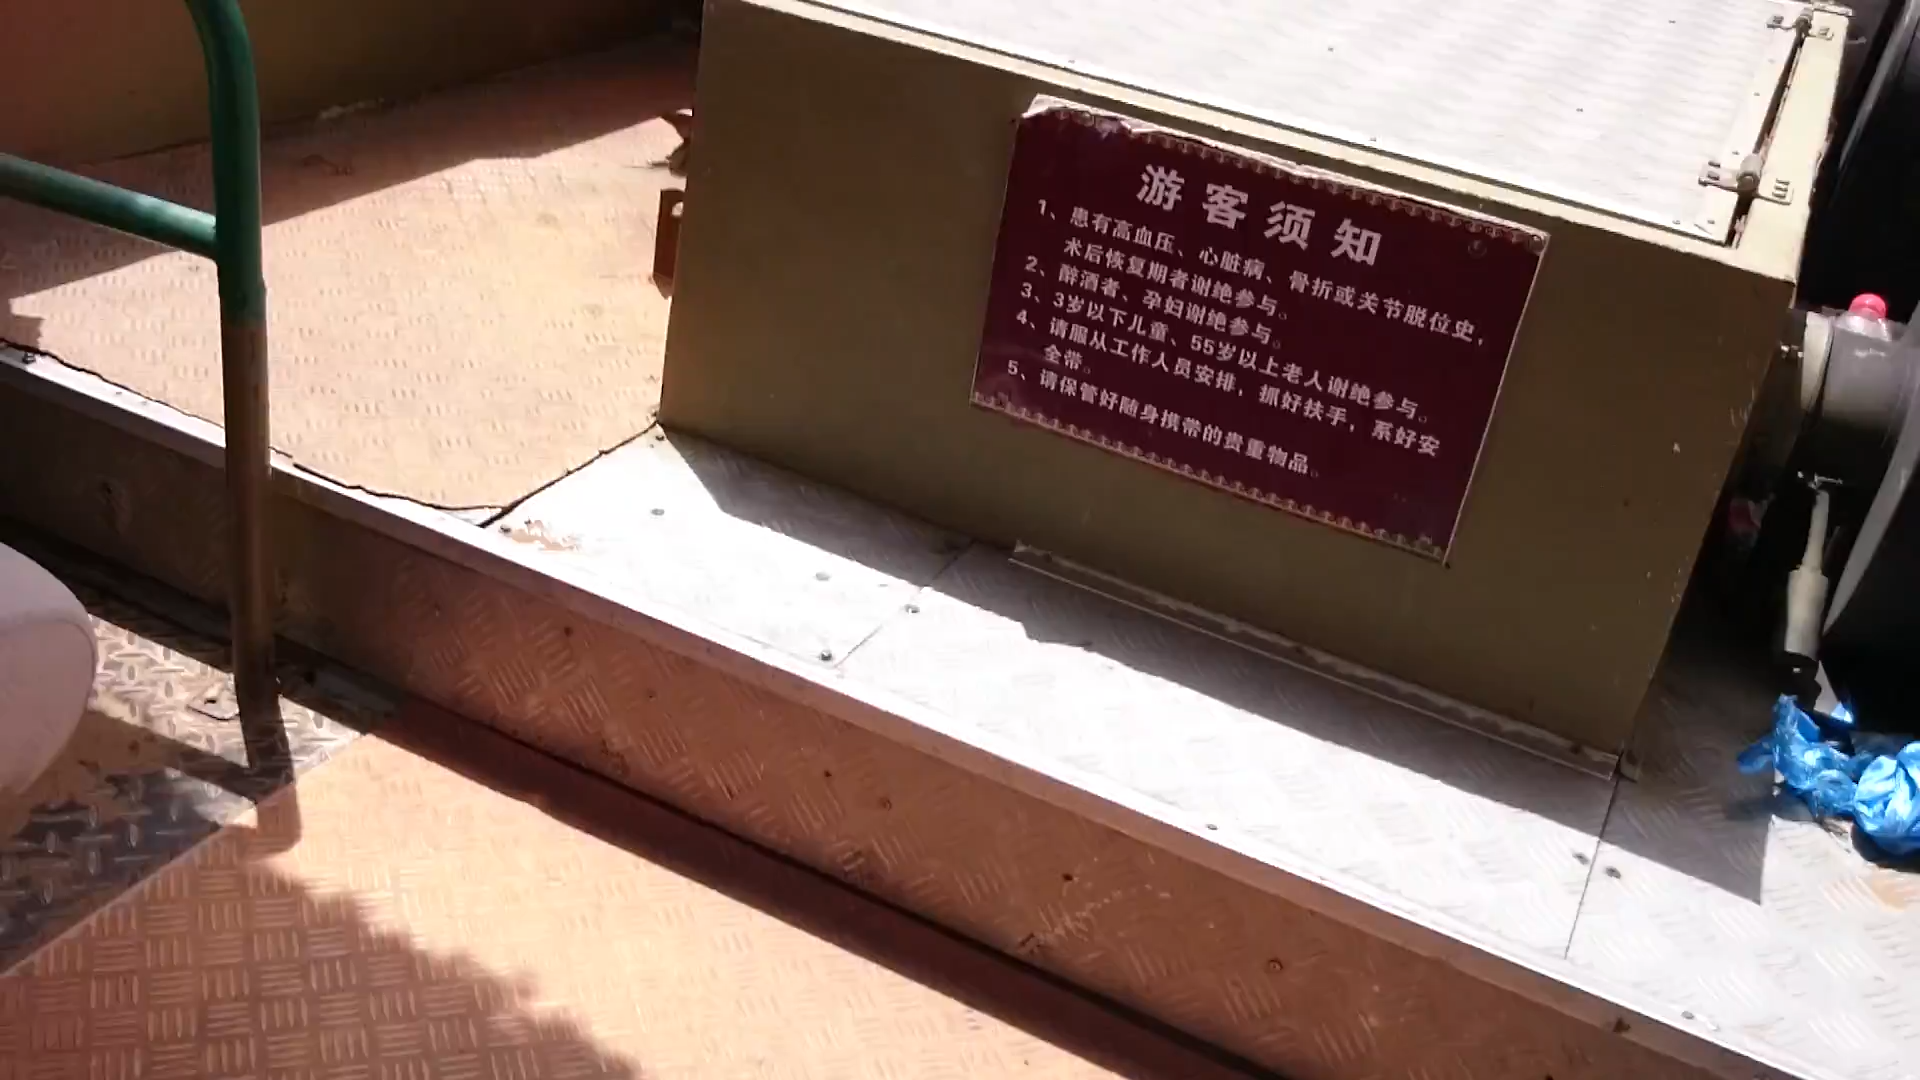 游客须知
1、患有高血压、心脏病、骨折或关节脱位史，
术后恢复期者谢绝参与。
2、醉酒者、孕妇谢绝参与。
3、3岁以下儿童、55岁以上老人谢绝参与。
4、请服从工作人员安排，抓好扶手，系好安
全带。
5、请保管好随身携带的贵重物品。